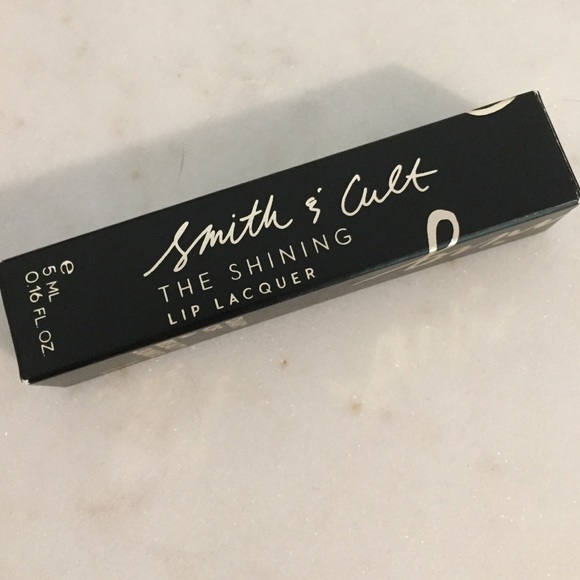 Smith & Cult
THE SHINING
LIP LACQUER
℮
5 ML
0.16 FL. OZ.